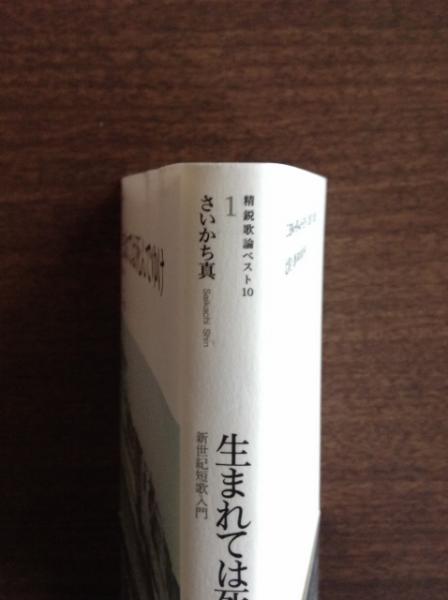 精鋭歌論ベスト10
1
さいかち真
Saikachi Shin
生まれては死
新世紀短歌入門